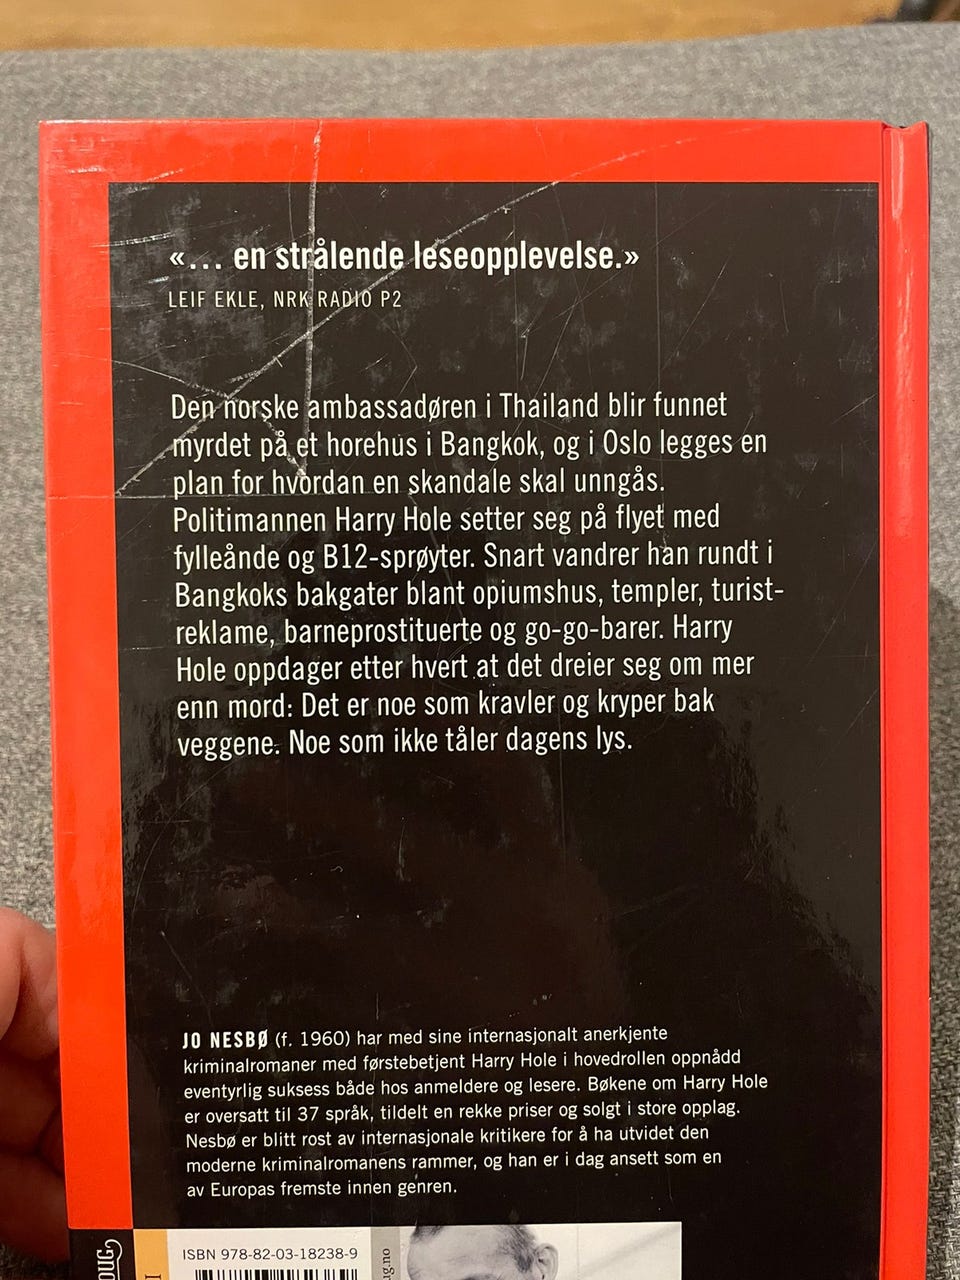 «... en strålende leseopplevelse.»
LEIF EKLE, NRK RADIO P2
Den norske ambassadøren i Thailand blir funnet
myrdet på et horehus i Bangkok, og i Oslo legges en
plan for hvordan en skandale skal unngås.
Politimannen Harry Hole setter seg på flyet med
fylleånde og B12-sprøyter. Snart vandrer han rundt i
Bangkoks bakgater blant opiumshus, templer, turist-
reklame, barneprostituerte og go-go-barer. Harry
Hole oppdager etter hvert at det dreier seg om mer
enn mord: Det er noe som kravler og kryper bak
veggene. Noe som ikke tåler dagens lys.
JO NESBØ (f. 1960) har med sine internasjonalt anerkjente
kriminalromaner med førstebetjent Harry Hole i hovedrollen oppnådd
eventyrlig suksess både hos anmeldere og lesere. Bøkene om Harry Hole
er oversatt til 37 språk, tildelt en rekke priser og solgt i store opplag.
Nesbø er blitt rost av internasjonale kritikere for å ha utvidet den
moderne kriminalromanens rammer, og han er i dag ansett som en
av Europas fremste innen genren.
ISBN 978-82-03-18238-9
ug.no